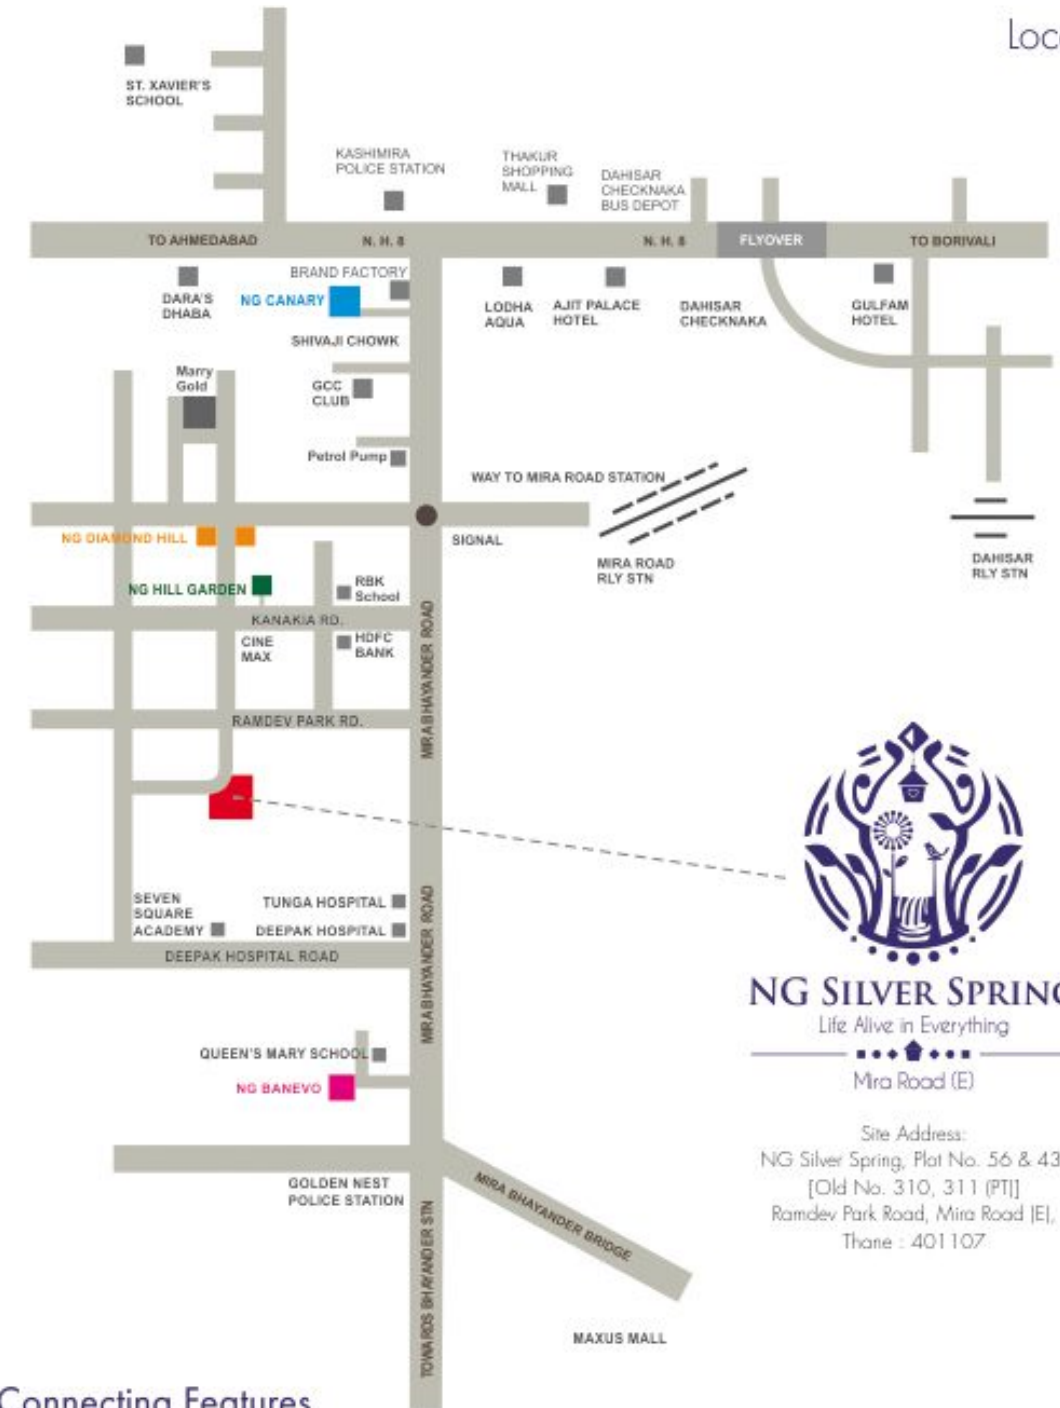 Loc
ST. XAVIER'S
SCHOOL
KASHIMIRA
POLICE STATION
THAKUR
SHOPPING
MALL
DAHISAR
CHECKNAKA
BUS DEPOT
TO AHMEDABAD
N. H. 8
N. H. 8
FLYOVER
TO BORIVALI
DARA'S
DHABA
BRAND FACTORY
NG CANARY
SHIVAJI CHOWK
LODHA
AQUA
AJIT PALACE
HOTEL
DAHISAR
CHECKNAKA
GULFAM
HOTEL
Marry
Gold
GCC
CLUB
Petrol Pump
WAY TO MIRA ROAD STATION
SIGNAL
MIRA ROAD
RLY STN
DAHISAR
RLY STN
NG DIAMOND HILL
NG HILL GARDEN
RBK
School
KANAKIA RD.
CINE
MAX
HDFC
BANK
MIRA BHAYANDER ROAD
RAMDEV PARK RD.
SEVEN
SQUARE
ACADEMY
TUNGA HOSPITAL
DEEPAK HOSPITAL
DEEPAK HOSPITAL ROAD
MIRA BHAYANDER ROAD
QUEEN'S MARY SCHOOL
NG BANEVO
GOLDEN NEST
POLICE STATION
MIRA BHAYANDER BRIDGE
TOWARDS BHAYANDER STN
MAXUS MALL
NG SILVER SPRING
Life Alive in Everything
Mira Road (E)
Site Address:
NG Silver Spring, Plot No. 56 & 43
[Old No. 310, 311 (PT)]
Ramdev Park Road, Mira Road (E),
Thane : 401107
Connecting Features